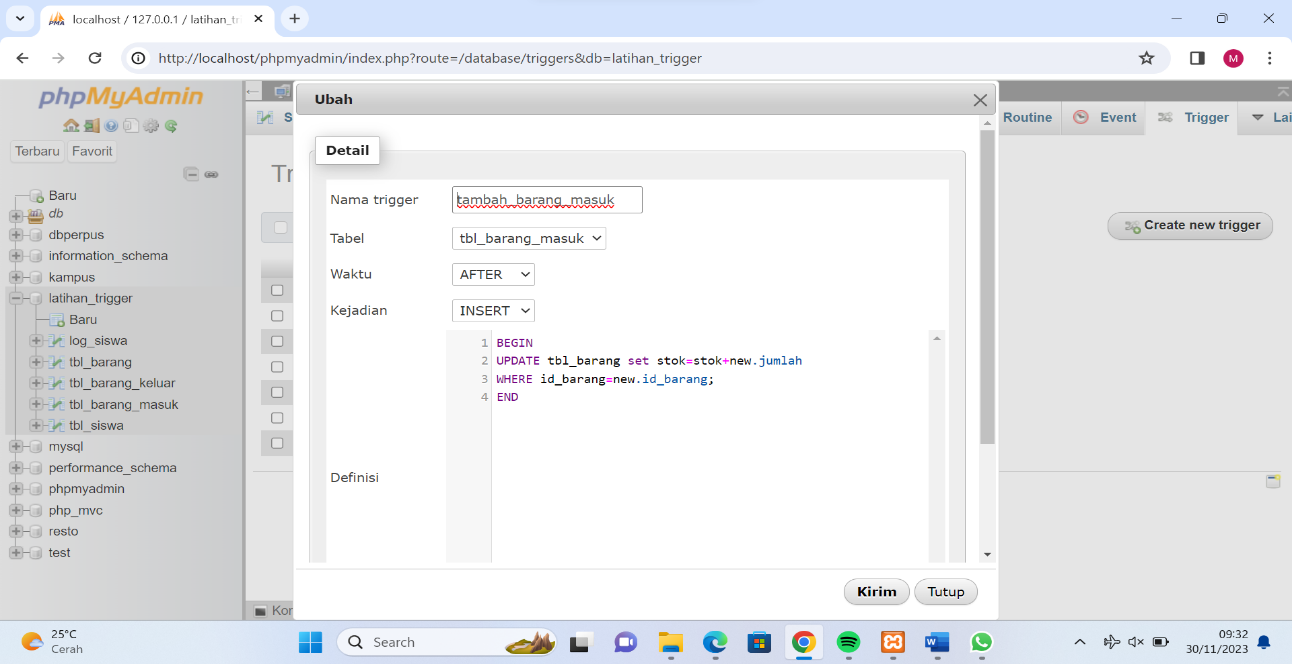 localhost / 127.0.0.1 / latihan_tr
http://localhost/phpmyadmin/index.php?route=/database/triggers&db=latihan_trigger
M
phpMyAdmin
Terbaru Favorit
Baru
db
dbperpus
information_schema
kampus
latihan_trigger
Baru
log_siswa
tbl_barang
tbl_barang_keluar
tbl_barang_masuk
tbl_siswa
mysql
performance_schema
phpmyadmin
php_mvc
resto
test
S
Routine Event Trigger Lai
Tr
Create new trigger
Kon
Ubah
Detail
Nama trigger tambah_barang_masuk
Tabel tbl_barang_masuk
Waktu AFTER
Kejadian INSERT
Definisi
1 BEGIN
2 UPDATE tbl_barang set stok=stok+new.jumlah
3 WHERE id_barang=new.id_barang;
4 END
Kirim Tutup
25°C
Cerah
Search
09:32
30/11/2023